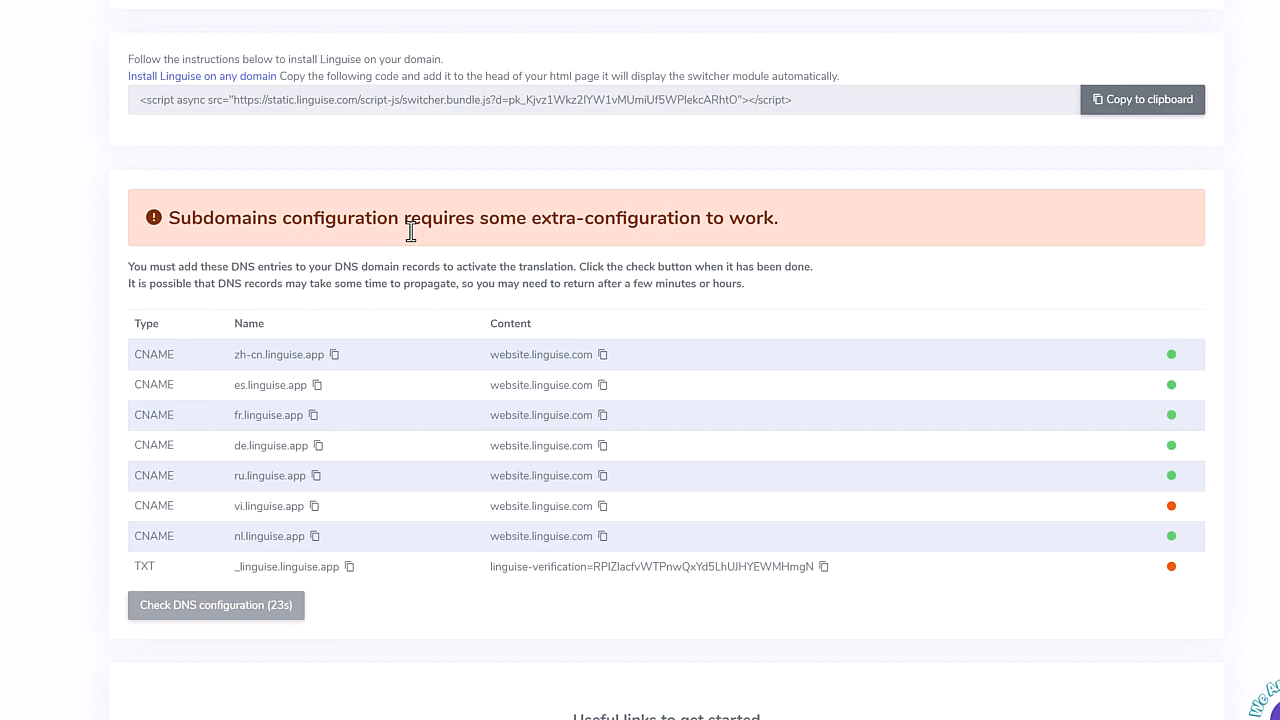 Follow the instructions below to install Linguise on your domain.
Install Linguise on any domain Copy the following code and add it to the head of your html page it will display the switcher module automatically.
<script async src="https://static.linguise.com/script-js/switcher.bundle.js?d=pk_Kjvz1Wkz2IYW1vMUmiUf5WPlekcARhtO"></script>
Copy to clipboard
Subdomains configuration requires some extra-configuration to work.
You must add these DNS entries to your DNS domain records to activate the translation. Click the check button when it has been done.
It is possible that DNS records may take some time to propagate, so you may need to return after a few minutes or hours.
Type Name Content
CNAME zh-cn.linguise.app website.linguise.com
CNAME es.linguise.app website.linguise.com
CNAME fr.linguise.app website.linguise.com
CNAME de.linguise.app website.linguise.com
CNAME ru.linguise.app website.linguise.com
CNAME vi.linguise.app website.linguise.com
CNAME nl.linguise.app website.linguise.com
TXT _linguise.linguise.app linguise-verification=RPIZlacfvWTPnwQxYd5LhUJHYEWMHmgN
Check DNS configuration (23s)
Useful links to get started
We Ar